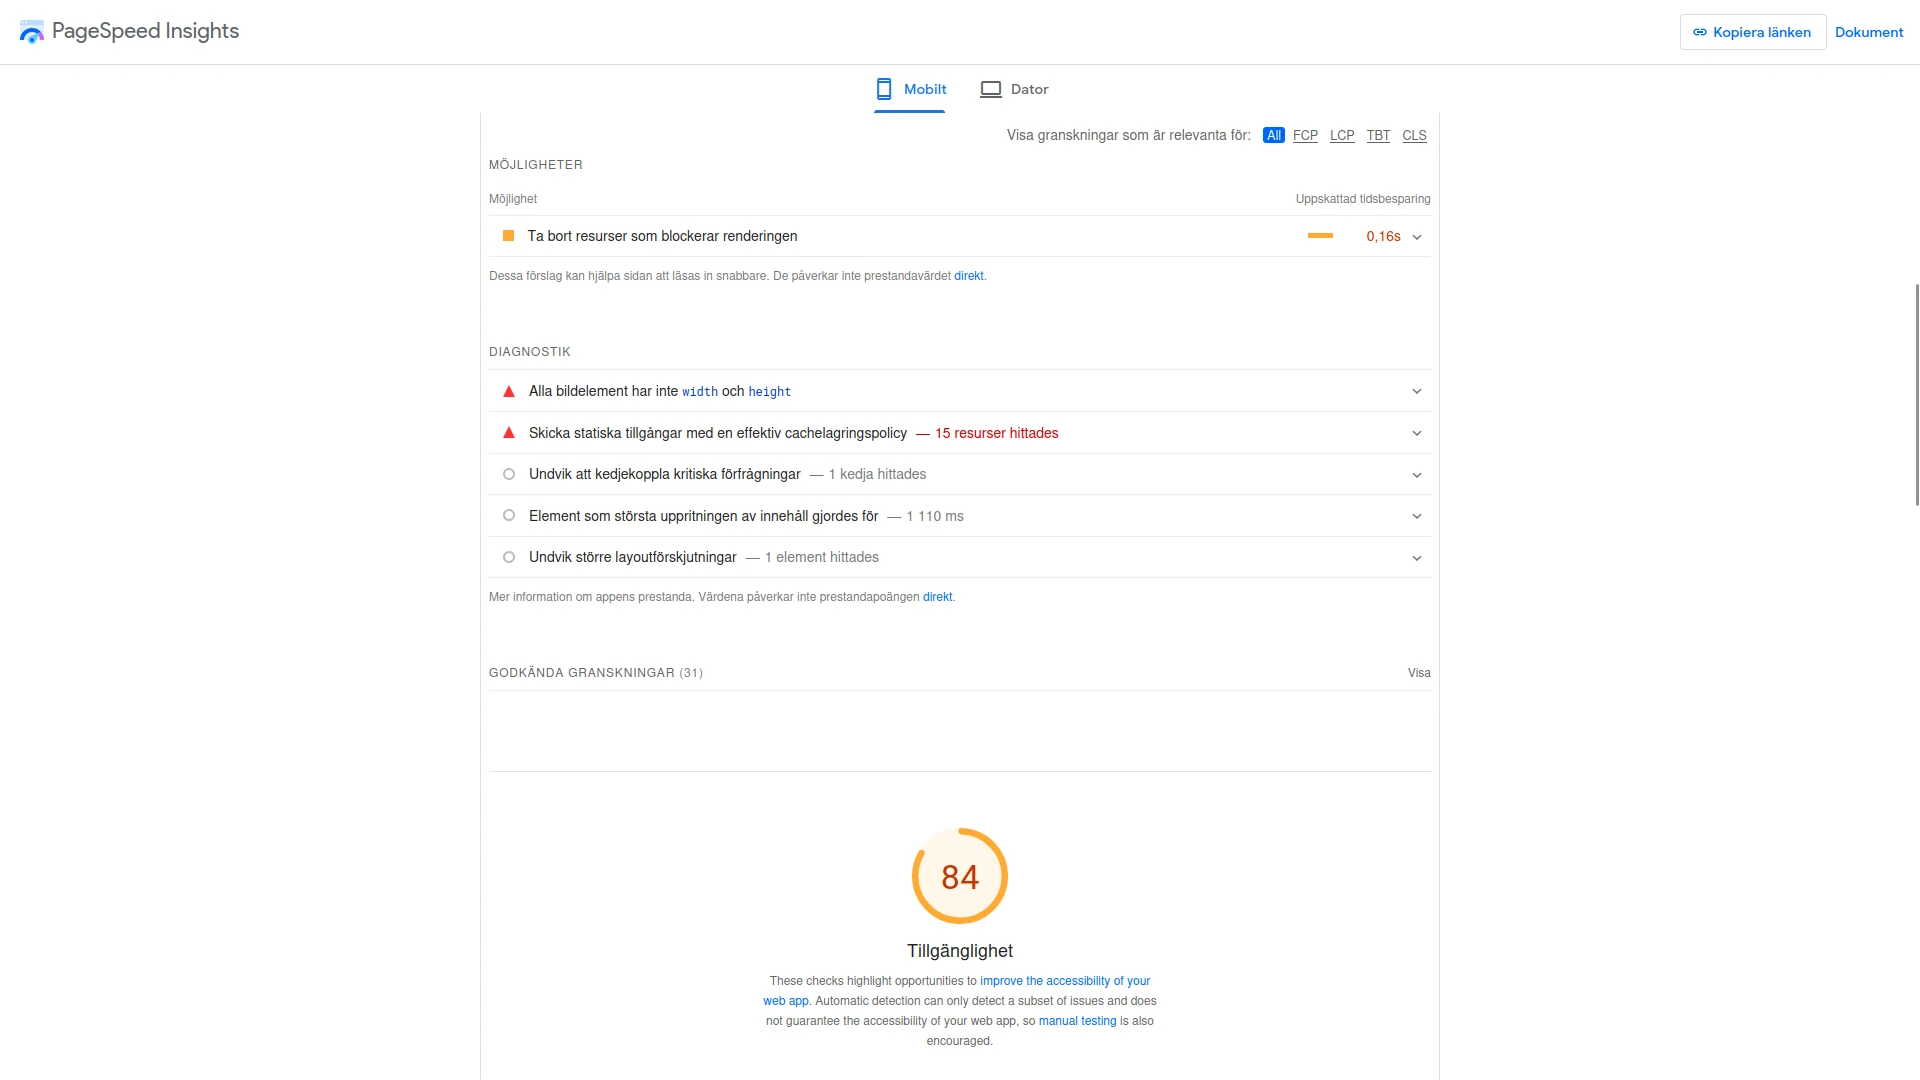 PageSpeed Insights
Kopiera länken
Dokument
Mobilt
Dator
Visa granskningar som är relevanta för: All FCP LCP TBT CLS
MÖJLIGHETER
Möjlighet
Uppskattad tidsbesparing
Ta bort resurser som blockerar renderingen
0,16s
Dessa förslag kan hjälpa sidan att läsas in snabbare. De påverkar inte prestandavärdet direkt.
DIAGNOSTIK
Alla bildelement har inte width och height
Skicka statiska tillgångar med en effektiv cachelagringspolicy — 15 resurser hittades
Undvik att kedjekoppla kritiska förfrågningar — 1 kedja hittades
Element som största uppritningen av innehåll gjordes för — 1 110 ms
Undvik större layoutförskjutningar — 1 element hittades
Mer information om appens prestanda. Värdena påverkar inte prestandapoängen direkt.
GODKÄNDA GRANSKNINGAR (31)
Visa
84
Tillgänglighet
These checks highlight opportunities to improve the accessibility of your
web app. Automatic detection can only detect a subset of issues and does
not guarantee the accessibility of your web app, so manual testing is also
encouraged.